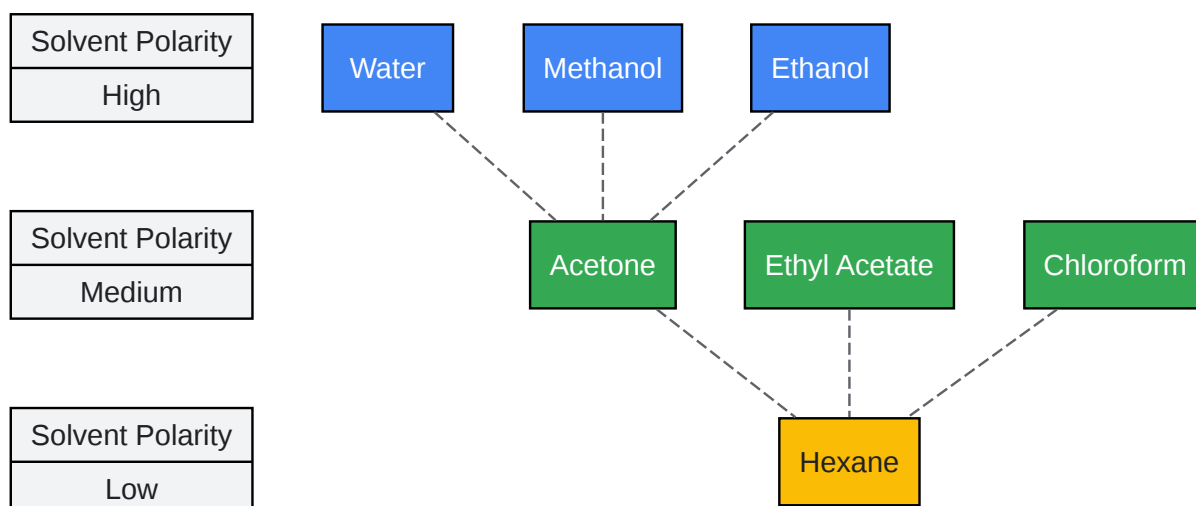 Solvent Polarity
High
Water
Methanol
Ethanol
Solvent Polarity
Medium
Acetone
Ethyl Acetate
Chloroform
Solvent Polarity
Low
Hexane